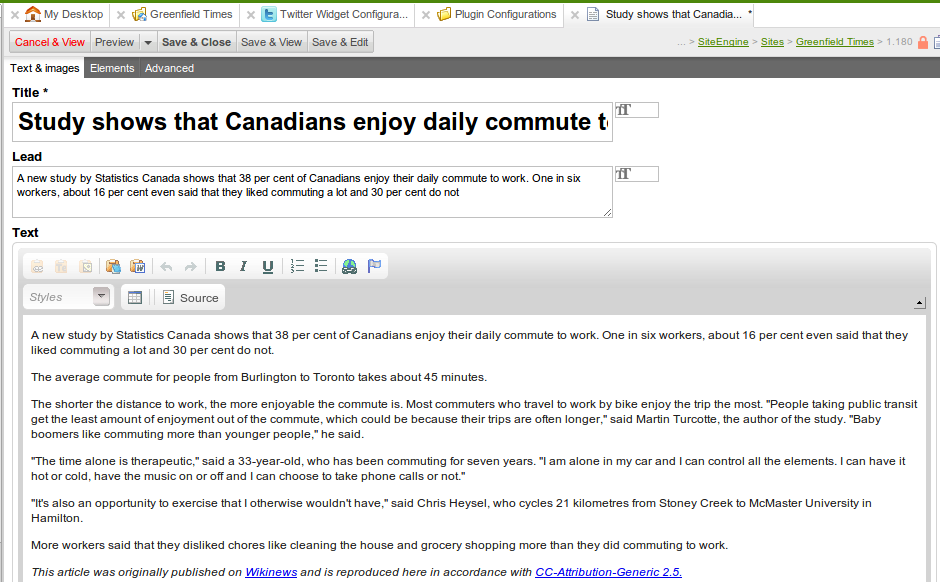 My Desktop Greenfield Times Twitter Widget Configura... Plugin Configurations Study shows that Canadia... *
Cancel & View Preview Save & Close Save & View Save & Edit ... > SiteEngine > Sites > Greenfield Times > 1.180
Text & images Elements Advanced
Title *
Study shows that Canadians enjoy daily commute t
Lead
A new study by Statistics Canada shows that 38 per cent of Canadians enjoy their daily commute to work. One in six
workers, about 16 per cent even said that they liked commuting a lot and 30 per cent do not
Text
B I U
Styles Source
A new study by Statistics Canada shows that 38 per cent of Canadians enjoy their daily commute to work. One in six workers, about 16 per cent even said that they
liked commuting a lot and 30 per cent do not.
The average commute for people from Burlington to Toronto takes about 45 minutes.
The shorter the distance to work, the more enjoyable the commute is. Most commuters who travel to work by bike enjoy the trip the most. "People taking public transit
get the least amount of enjoyment out of the commute, which could be because their trips are often longer," said Martin Turcotte, the author of the study. "Baby
boomers like commuting more than younger people," he said.
"The time alone is therapeutic," said a 33-year-old, who has been commuting for seven years. "I am alone in my car and I can control all the elements. I can have it
hot or cold, have the music on or off and I can choose to take phone calls or not."
"It's also an opportunity to exercise that I otherwise wouldn't have," said Chris Heysel, who cycles 21 kilometres from Stoney Creek to McMaster University in
Hamilton.
More workers said that they disliked chores like cleaning the house and grocery shopping more than they did commuting to work.
This article was originally published on Wikinews and is reproduced here in accordance with CC-Attribution-Generic 2.5.